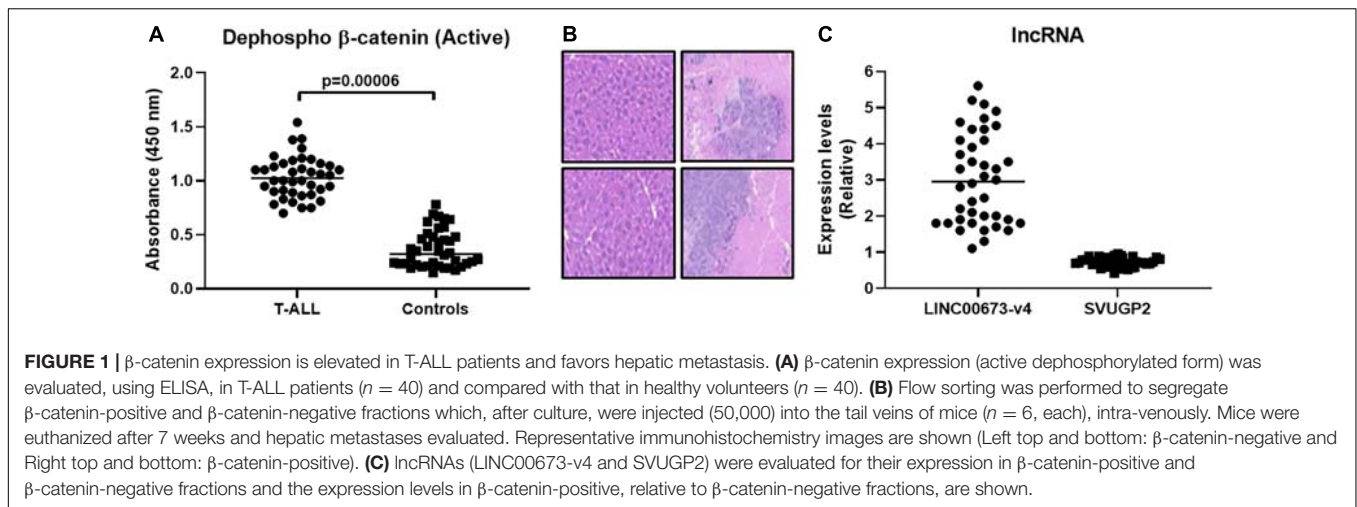 A
Dephospho β-catenin (Active)
Absorbance (450 nm)
2.0
1.5
1.0
0.5
0.0
p=0.00006
T-ALL
Controls
B
C
lncRNA
Expression levels
(Relative)
6
5
4
3
2
1
0
LINC00673-v4
SVUGP2
FIGURE 1 | β-catenin expression is elevated in T-ALL patients and favors hepatic metastasis. (A) β-catenin expression (active dephosphorylated form) was
evaluated, using ELISA, in T-ALL patients (n = 40) and compared with that in healthy volunteers (n = 40). (B) Flow sorting was performed to segregate
β-catenin-positive and β-catenin-negative fractions which, after culture, were injected (50,000) into the tail veins of mice (n = 6, each), intra-venously. Mice were
euthanized after 7 weeks and hepatic metastases evaluated. Representative immunohistochemistry images are shown (Left top and bottom: β-catenin-negative and
Right top and bottom: β-catenin-positive). (C) lncRNAs (LINC00673-v4 and SVUGP2) were evaluated for their expression in β-catenin-positive and
β-catenin-negative fractions and the expression levels in β-catenin-positive, relative to β-catenin-negative fractions, are shown.